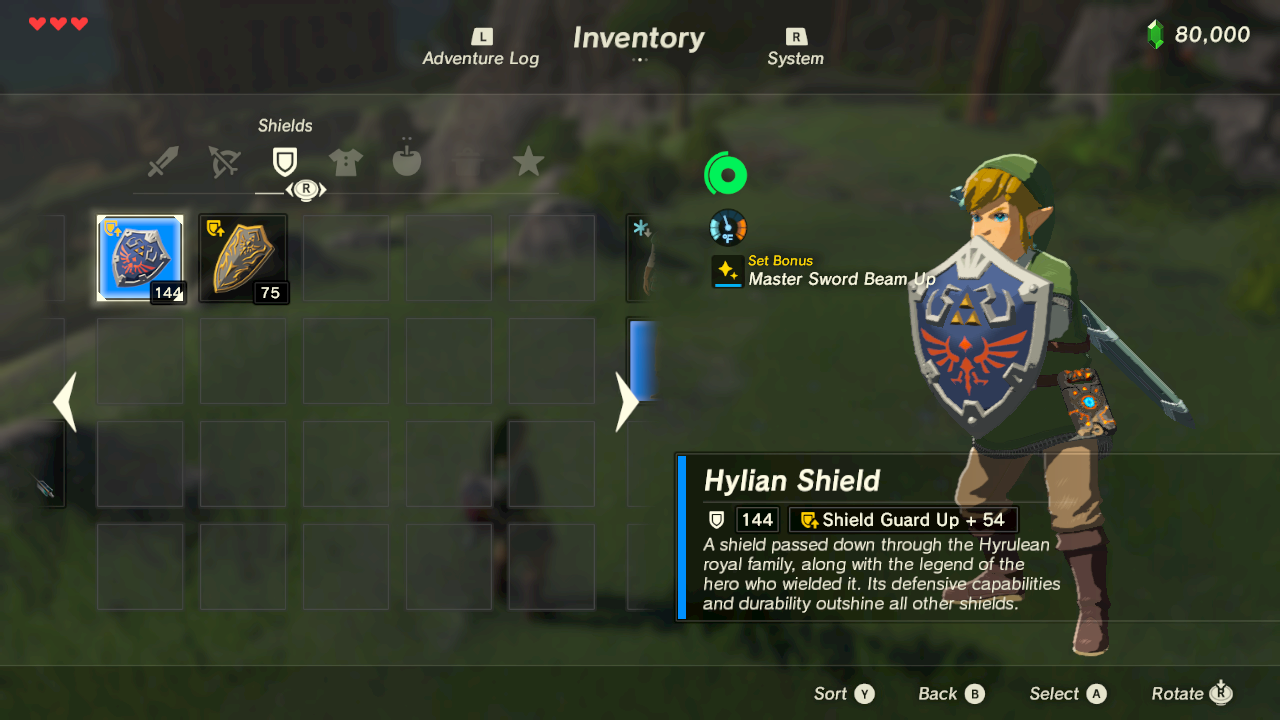 L
Inventory
R
80,000
Adventure Log
System
Shields
R
°F
Set Bonus
Master Sword Beam Up
144
75
Hylian Shield
144
Shield Guard Up + 54
A shield passed down through the Hyrulean
royal family, along with the legend of the
hero who wielded it. Its defensive capabilities
and durability outshine all other shields.
Sort Y
Back B
Select A
Rotate R